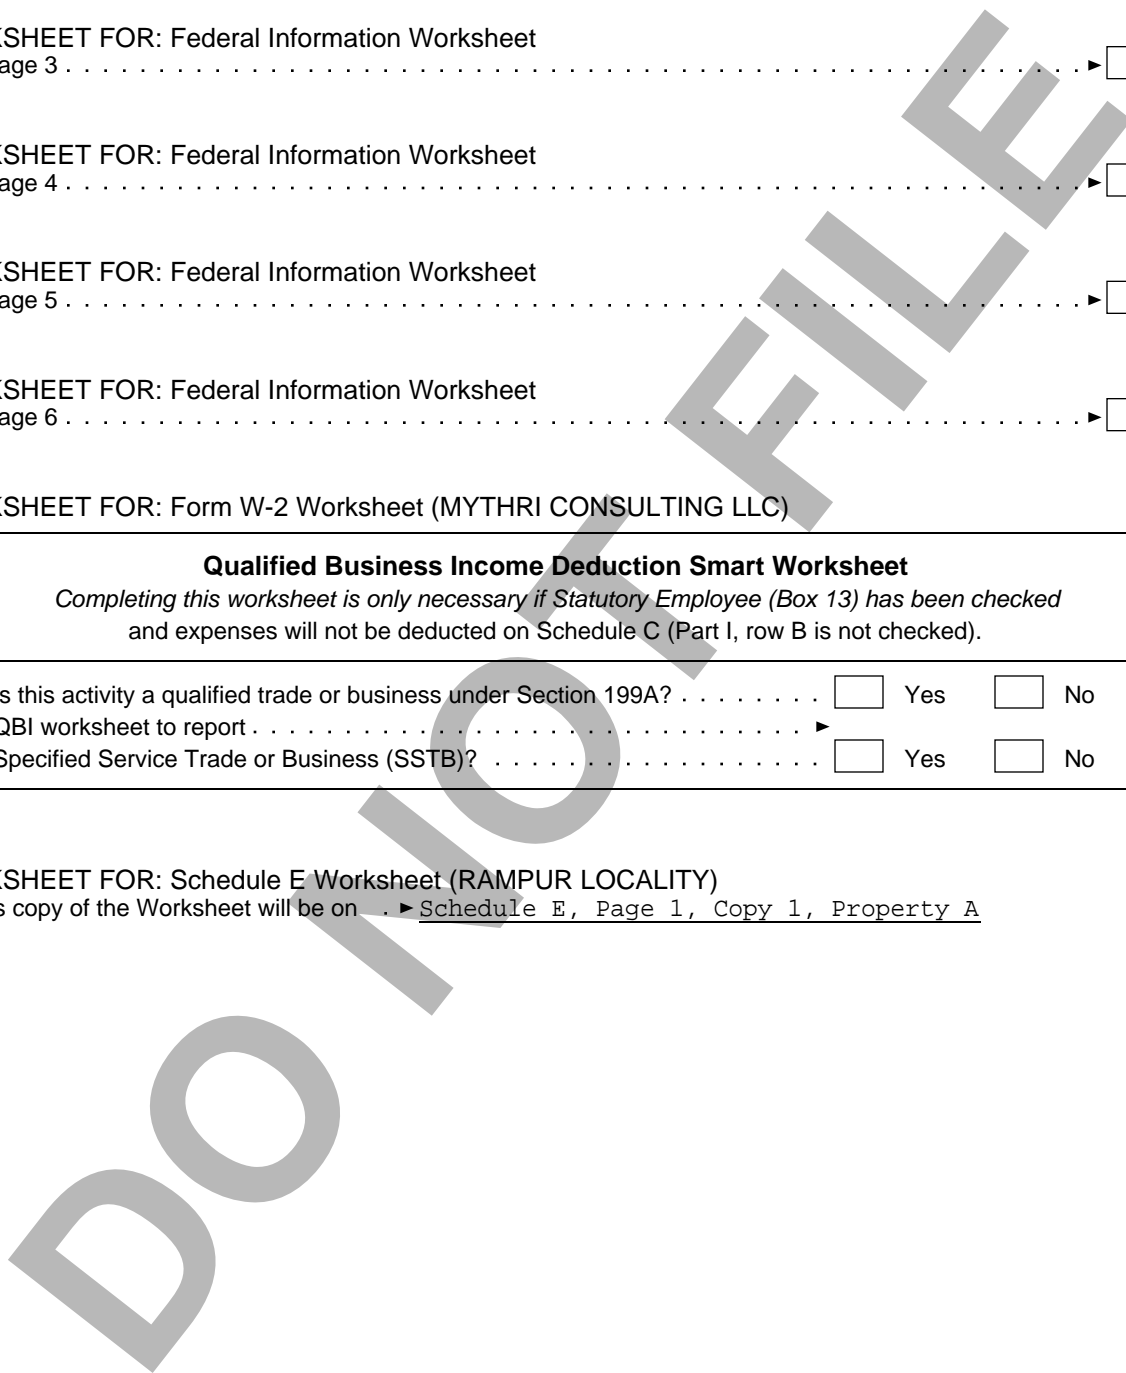 KSHEET FOR: Federal Information Worksheet
age 3 . . . . . . . . . . . . . . . . . . . . . . . . . . . . . . . . . . . . . . . . . . . . . . . . . . . . . . . ►
KSHEET FOR: Federal Information Worksheet
age 4 . . . . . . . . . . . . . . . . . . . . . . . . . . . . . . . . . . . . . . . . . . . . . . . . . . . . . . . ►
KSHEET FOR: Federal Information Worksheet
age 5 . . . . . . . . . . . . . . . . . . . . . . . . . . . . . . . . . . . . . . . . . . . . . . . . . . . . . . . ►
KSHEET FOR: Federal Information Worksheet
age 6 . . . . . . . . . . . . . . . . . . . . . . . . . . . . . . . . . . . . . . . . . . . . . . . . . . . . . . . ►
KSHEET FOR: Form W-2 Worksheet (MYTHRI CONSULTING LLC)
Qualified Business Income Deduction Smart Worksheet
Completing this worksheet is only necessary if Statutory Employee (Box 13) has been checked
and expenses will not be deducted on Schedule C (Part I, row B is not checked).
s this activity a qualified trade or business under Section 199A? . . . . . . . . Yes No
QBI worksheet to report . . . . . . . . . . . . . . . . . . . . . . . . . . . . . . . ►
Specified Service Trade or Business (SSTB)? . . . . . . . . . . . . . . . . . . Yes No
KSHEET FOR: Schedule E Worksheet (RAMPUR LOCALITY)
s copy of the Worksheet will be on . ► Schedule E, Page 1, Copy 1, Property A
DO NOT FILE